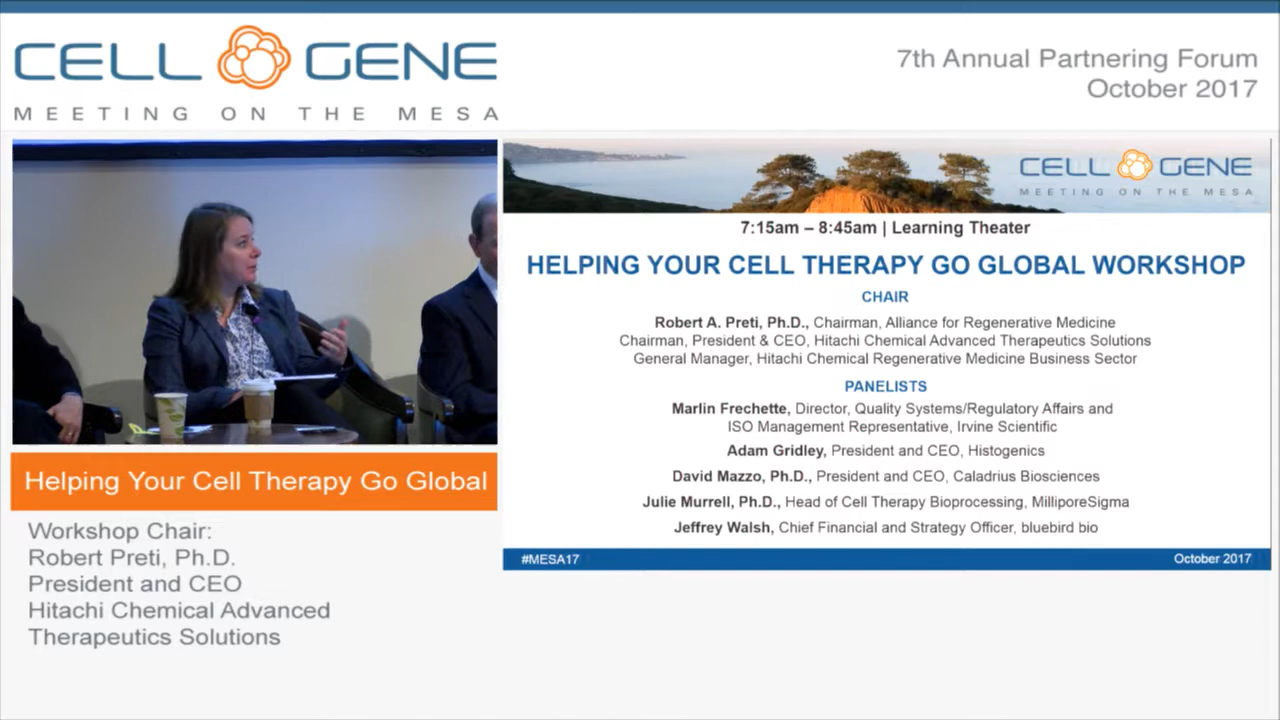 CELL GENE
MEETING ON THE MESA
7th Annual Partnering Forum
October 2017
CELL GENE
MEETING ON THE MESA
7:15am – 8:45am | Learning Theater
HELPING YOUR CELL THERAPY GO GLOBAL WORKSHOP
CHAIR
Robert A. Preti, Ph.D., Chairman, Alliance for Regenerative Medicine
Chairman, President & CEO, Hitachi Chemical Advanced Therapeutics Solutions
General Manager, Hitachi Chemical Regenerative Medicine Business Sector
PANELISTS
Marlin Frechette, Director, Quality Systems/Regulatory Affairs and
ISO Management Representative, Irvine Scientific
Adam Gridley, President and CEO, Histogenics
David Mazzo, Ph.D., President and CEO, Caladrius Biosciences
Julie Murrell, Ph.D., Head of Cell Therapy Bioprocessing, MilliporeSigma
Jeffrey Walsh, Chief Financial and Strategy Officer, bluebird bio
#MESA17
October 2017
Helping Your Cell Therapy Go Global
Workshop Chair:
Robert Preti, Ph.D.
President and CEO
Hitachi Chemical Advanced
Therapeutics Solutions